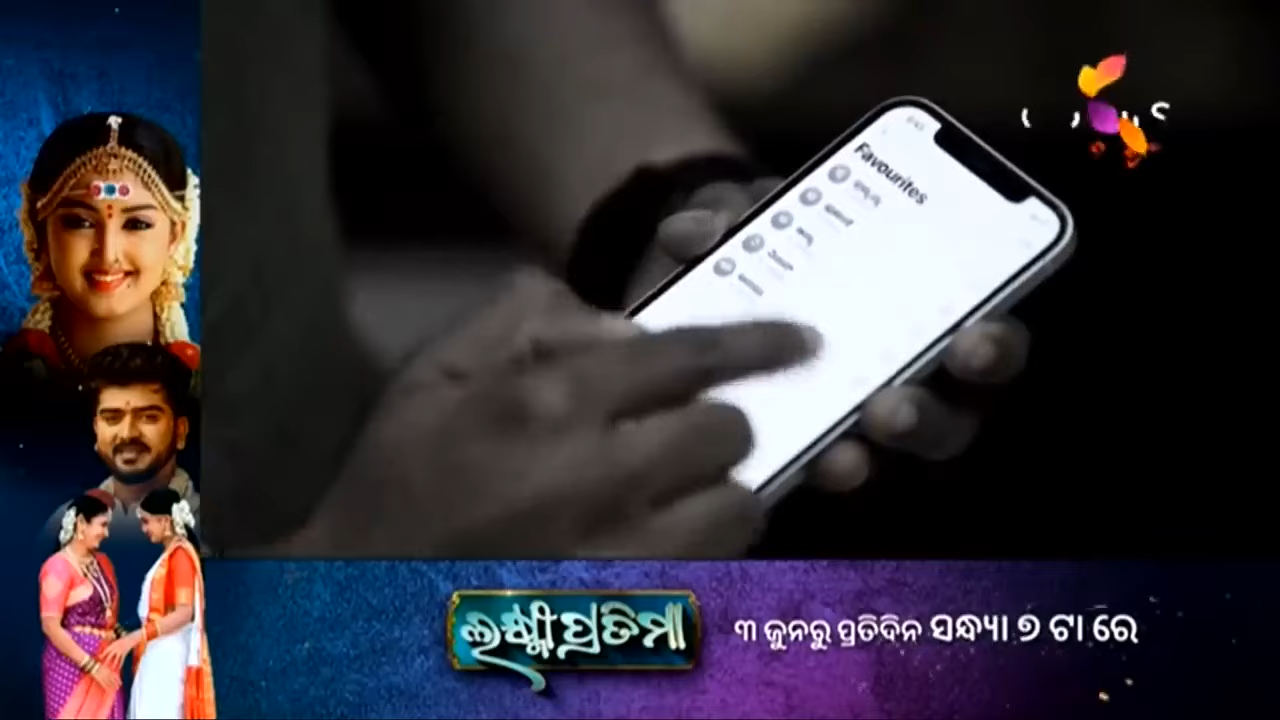 Favourites
ଲକ୍ଷ୍ମୀ ପ୍ରତିମା
୩ ଜୁନରୁ ପ୍ରତିଦିନ ସନ୍ଧ୍ୟା ୭ ଟା ରେ